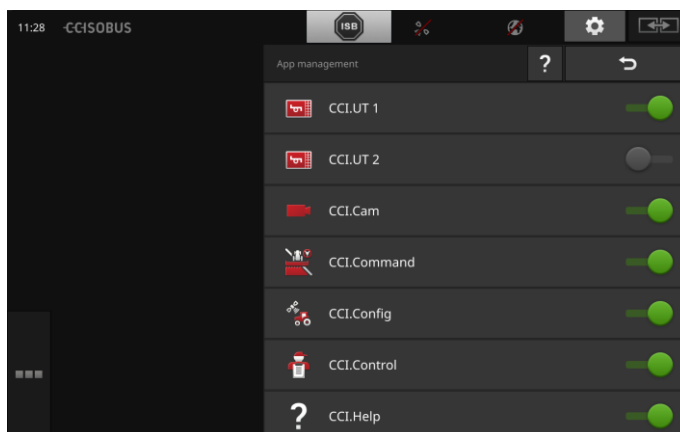 11:28 CCISOBUS
ISB
App management ?
CCI.UT 1
CCI.UT 2
CCI.Cam
CCI.Command
CCI.Config
CCI.Control
? CCI.Help